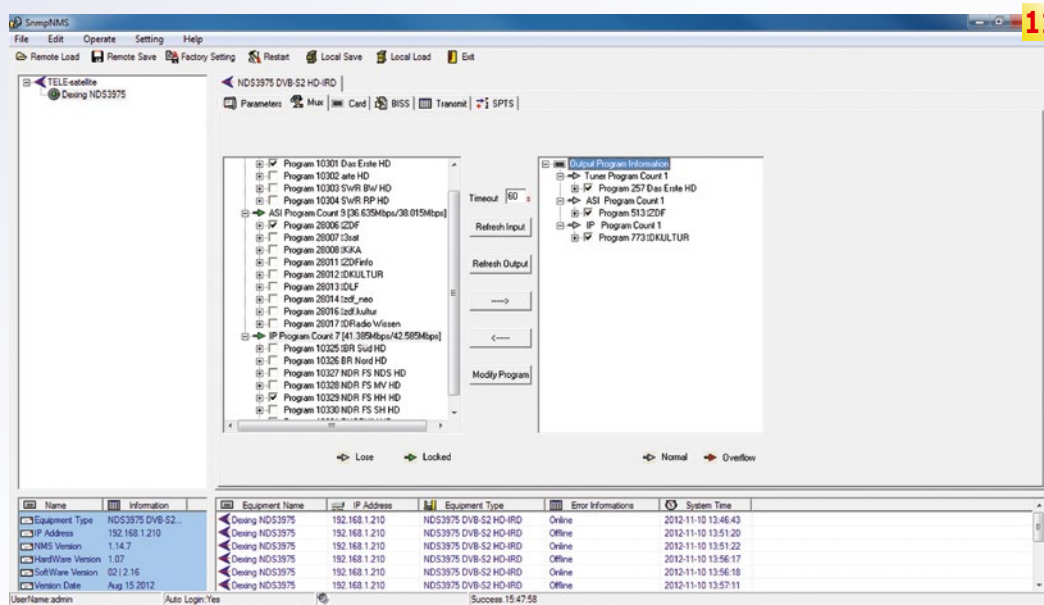 SnmpNMS
File Edit Operate Setting Help
Remote Load Remote Save Factory Setting Restart Local Save Local Load Exit
TELE-satellite
Dexing NDS3975
NDS3975 DVB-S2 HD-IRD
Parameters Mux Card BISS Transmit SPTS
Program 10301 Das Erste HD
Program 10302 arte HD
Program 10303 SWR BW HD
Program 10304 SWR RP HD
ASI Program Count 9 [36.635Mbps/38.015Mbps]
Program 28006 ZDF
Program 28007 3sat
Program 28008 KiKA
Program 28011 ZDFinfo
Program 28012 DKULTUR
Program 28013 DLF
Program 28014 zdf_neo
Program 28016 zdf.kultur
Program 28017 DRadio Wissen
IP Program Count 7 [41.385Mbps/42.585Mbps]
Program 10325 BR Süd HD
Program 10326 BR Nord HD
Program 10327 NDR FS NDS HD
Program 10328 NDR FS MV HD
Program 10329 NDR FS HH HD
Program 10330 NDR FS SH HD
Timeout 60 s
Refresh Input
Refresh Output
----->
<-----
Modify Program
Output Program Information
Tuner Program Count 1
Program 257 Das Erste HD
ASI Program Count 1
Program 513 ZDF
IP Program Count 1
Program 773 DKULTUR
Lose Locked
Normal Overflow
Name Information
Equipment Type NDS3975 DVB-S2...
IP Address 192.168.1.210
NMS Version 1.14.7
HardWare Version 1.07
SoftWare Version 02 | 2.16
Version Date Aug 15 2012
Equipment Name IP Address Equipment Type Error Informations System Time
Dexing NDS3975 192.168.1.210 NDS3975 DVB-S2 HD-IRD Online 2012-11-10 13:46:43
Dexing NDS3975 192.168.1.210 NDS3975 DVB-S2 HD-IRD Offline 2012-11-10 13:51:20
Dexing NDS3975 192.168.1.210 NDS3975 DVB-S2 HD-IRD Online 2012-11-10 13:51:22
Dexing NDS3975 192.168.1.210 NDS3975 DVB-S2 HD-IRD Offline 2012-11-10 13:56:17
Dexing NDS3975 192.168.1.210 NDS3975 DVB-S2 HD-IRD Online 2012-11-10 13:56:18
Dexing NDS3975 192.168.1.210 NDS3975 DVB-S2 HD-IRD Offline 2012-11-10 13:57:11
UserName:admin Auto Login:Yes Success.15:47:58